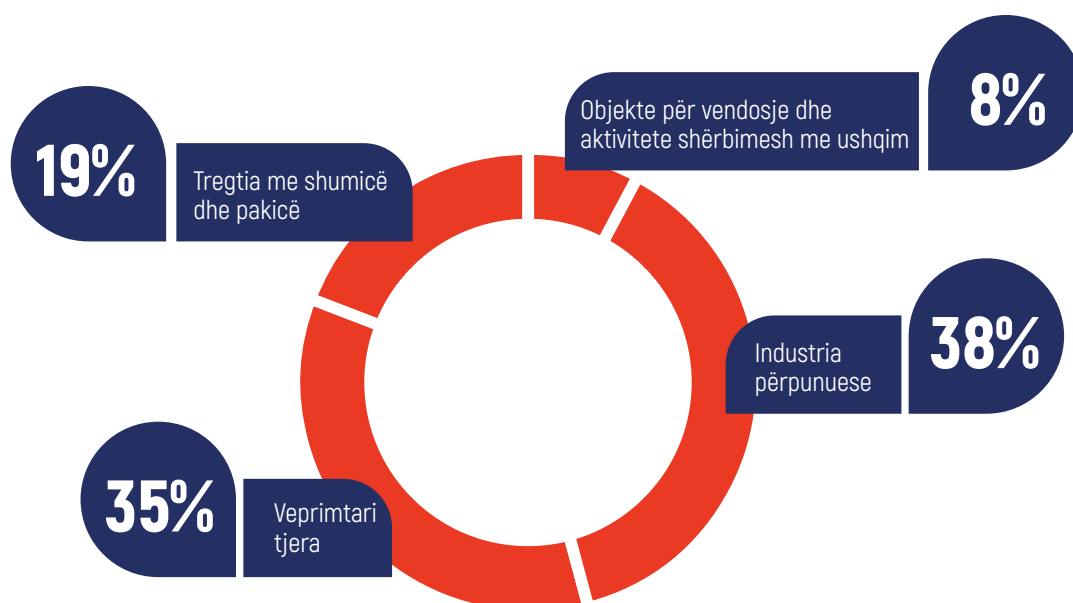 8%
Objekte për vendosje dhe
aktivitete shërbimesh me ushqim
19%
Tregtia me shumicë
dhe pakicë
38%
Industria
përpunuese
35%
Veprimtari
tjera